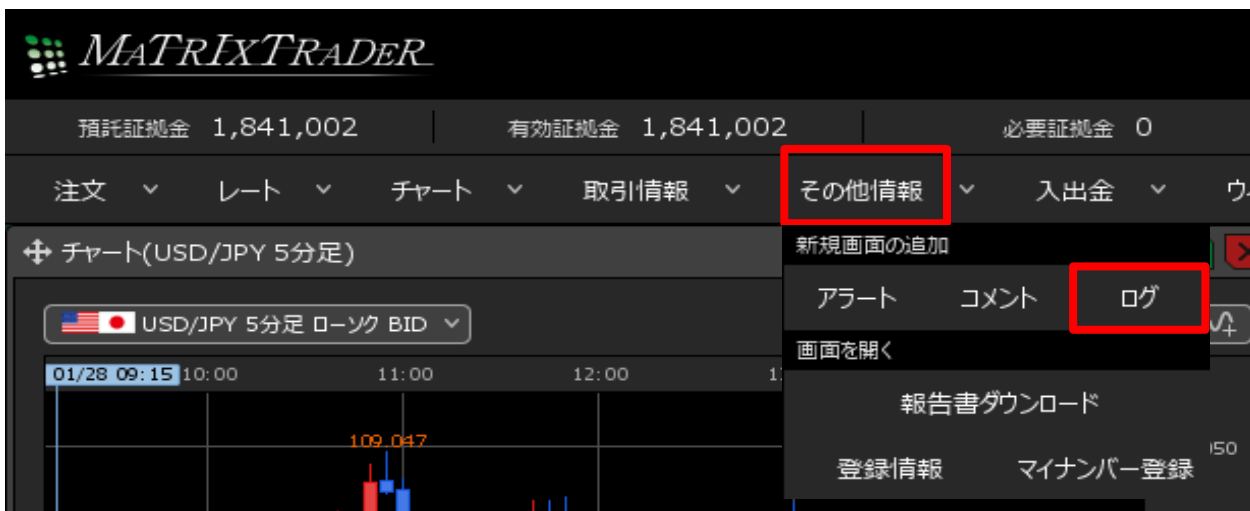 MATRIXTRADER
預託証拠金 1,841,002 有効証拠金 1,841,002 必要証拠金 0
注文 レート チャート 取引情報 その他情報 入出金
チャート(USD/JPY 5分足)
新規画面の追加
アラート コメント ログ
USD/JPY 5分足 ローソク BID
画面を開く
01/28 09:15 10:00 11:00 12:00
報告書ダウンロード
109.047
登録情報 マイナンバー登録